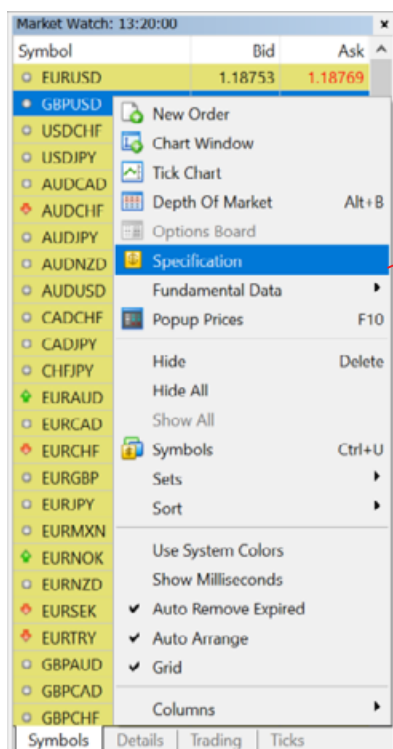 Market Watch: 13:20:00
Symbol Bid Ask
EURUSD 1.18753 1.18769
GBPUSD
New Order
USDCHF
Chart Window
USDJPY
Tick Chart
AUDCAD
Depth Of Market Alt+B
AUDCHF
Options Board
AUDJPY
Specification
AUDNZD
Fundamental Data
AUDUSD
Popup Prices F10
CADCHF
CADJPY
Hide Delete
CHFJPY
Hide All
EURAUD
Show All
EURCAD
Symbols Ctrl+U
EURCHF
Sets
EURGBP
Sort
EURJPY
EURMXN
Use System Colors
EURNOK
Show Milliseconds
EURNZD
Auto Remove Expired
EURSEK
Auto Arrange
EURTRY
Grid
GBPAUD
GBPCAD
Columns
GBPCHF
Symbols Details Trading Ticks